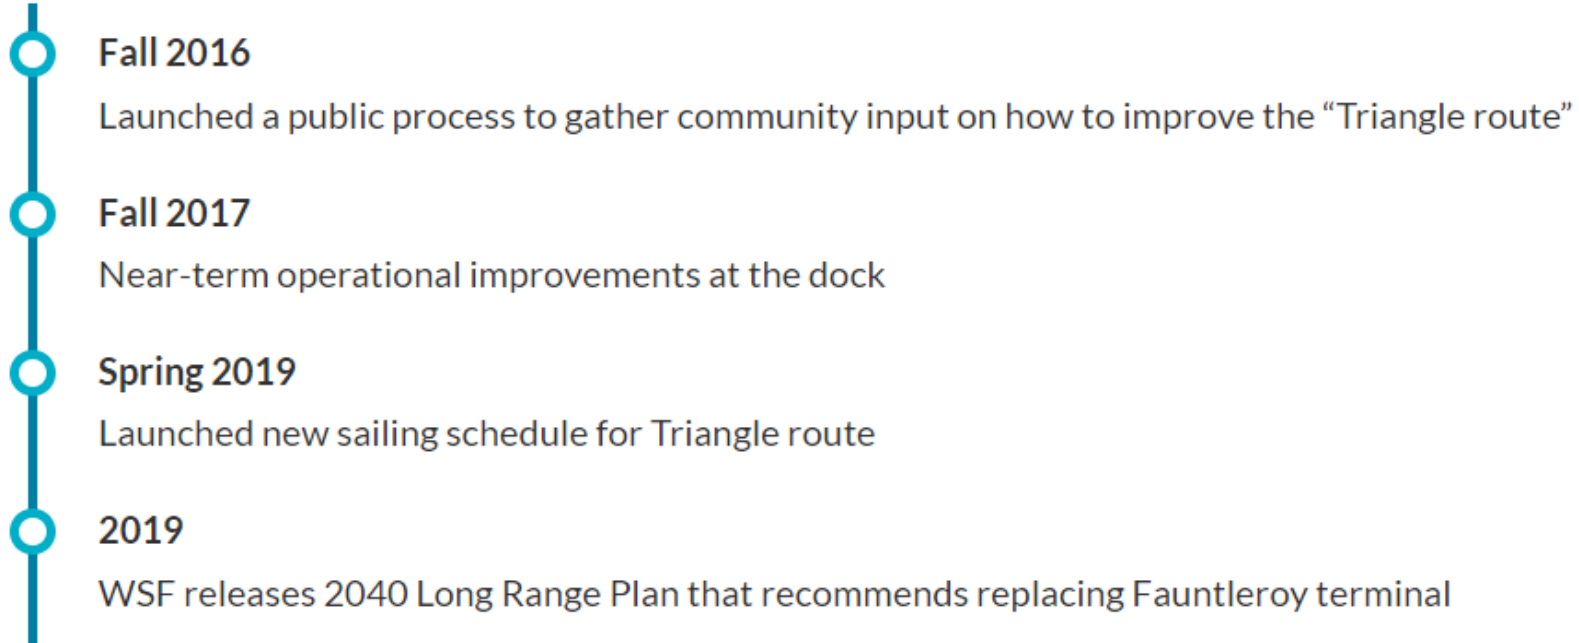 Fall 2016
Launched a public process to gather community input on how to improve the “Triangle route”
Fall 2017
Near-term operational improvements at the dock
Spring 2019
Launched new sailing schedule for Triangle route
2019
WSF releases 2040 Long Range Plan that recommends replacing Fauntleroy terminal